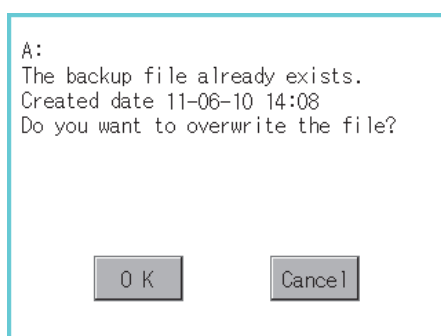 A:
The backup file already exists.
Created date 11-06-10 14:08
Do you want to overwrite the file?
O K
Cancel